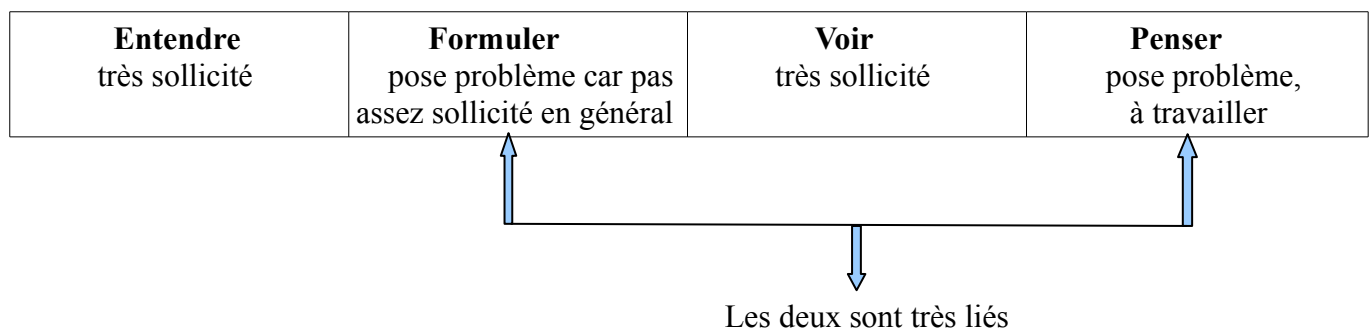 Entendre
très sollicité
Formuler
pose problème car pas
assez sollicité en général
Voir
très sollicité
Penser
pose problème,
à travailler
Les deux sont très liés